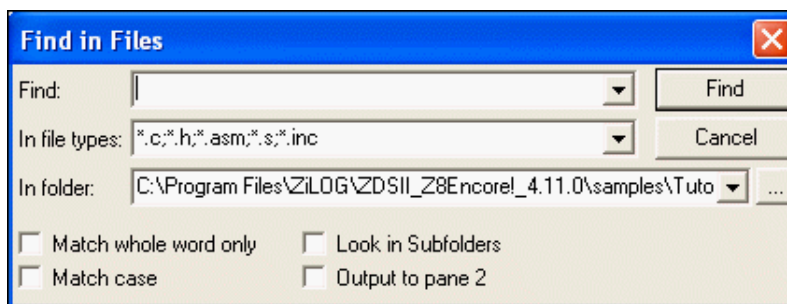 Find in Files
Find: Find
In file types: *.c;*.h;*.asm;*.s;*.inc Cancel
In folder: C:\Program Files\ZiLOG\ZDSII_Z8Encore!_4.11.0\samples\Tuto ...
Match whole word only Look in Subfolders
Match case Output to pane 2